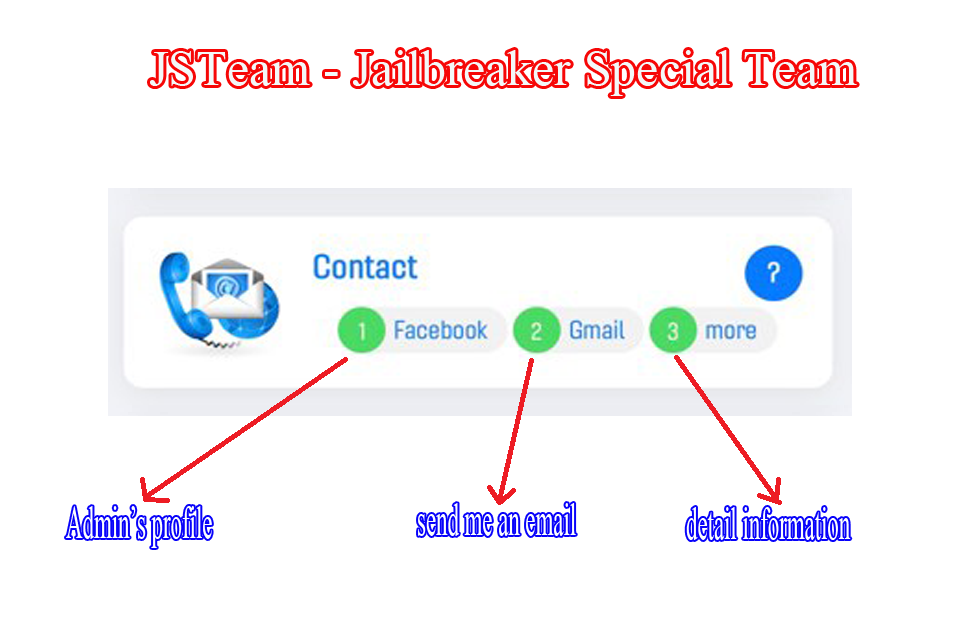 JSTeam - Jailbreaker Special Team
Contact
?
1 Facebook 2 Gmail 3 more
Admin's profile send me an email detail information